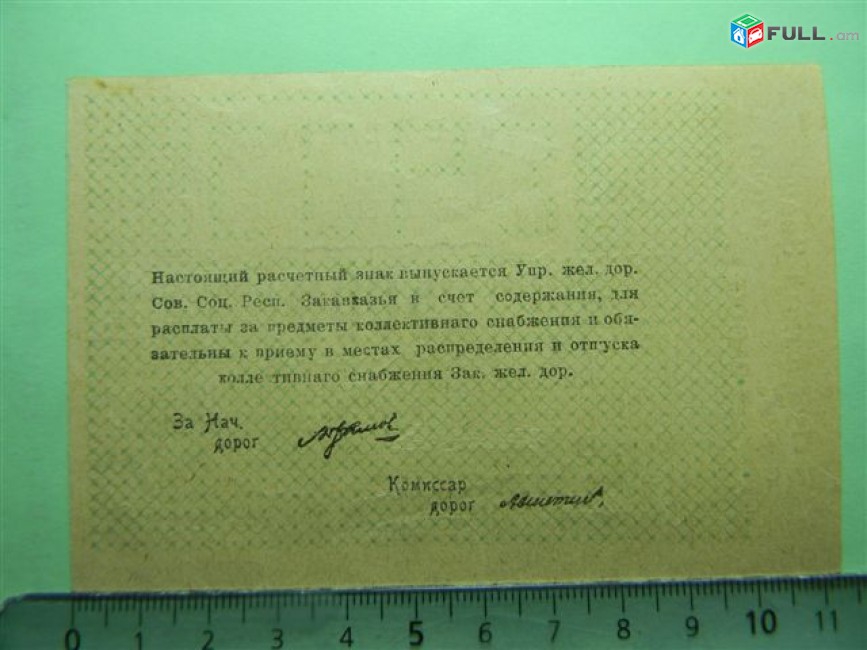 FULL.am
Настоящий расчетный знак выпускается Упр. жел. дор.
Сов. Соц. Респ. Закавказья в счет содержания, для
расплаты за предметы коллективнаго снабжения и обя-
зательны к приему в местах распределения и отпуска
колле тивнаго снабжения Зак. жел. дор.
За Нач.
дорог
Комиссар
дорог
0 1 2 3 4 5 6 7 8 9 10 11